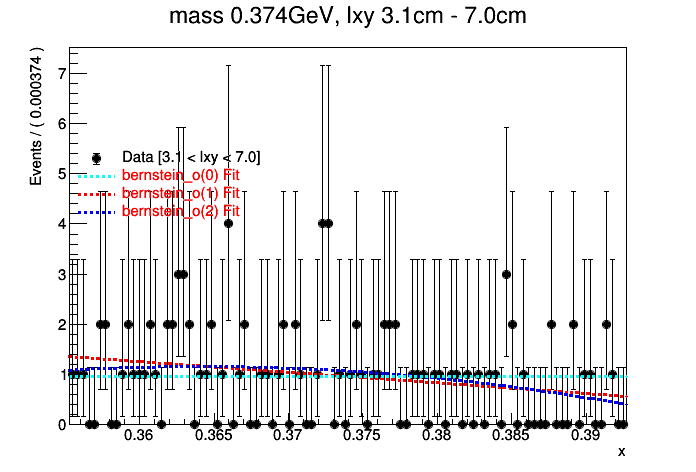 mass 0.374GeV, lxy 3.1cm - 7.0cm
Events / ( 0.000374 )
7
6
5
4
3
2
1
0
Data [3.1 < lxy < 7.0]
bernstein_o(0) Fit
bernstein_o(1) Fit
bernstein_o(2) Fit
0.36 0.365 0.37 0.375 0.38 0.385 0.39
x